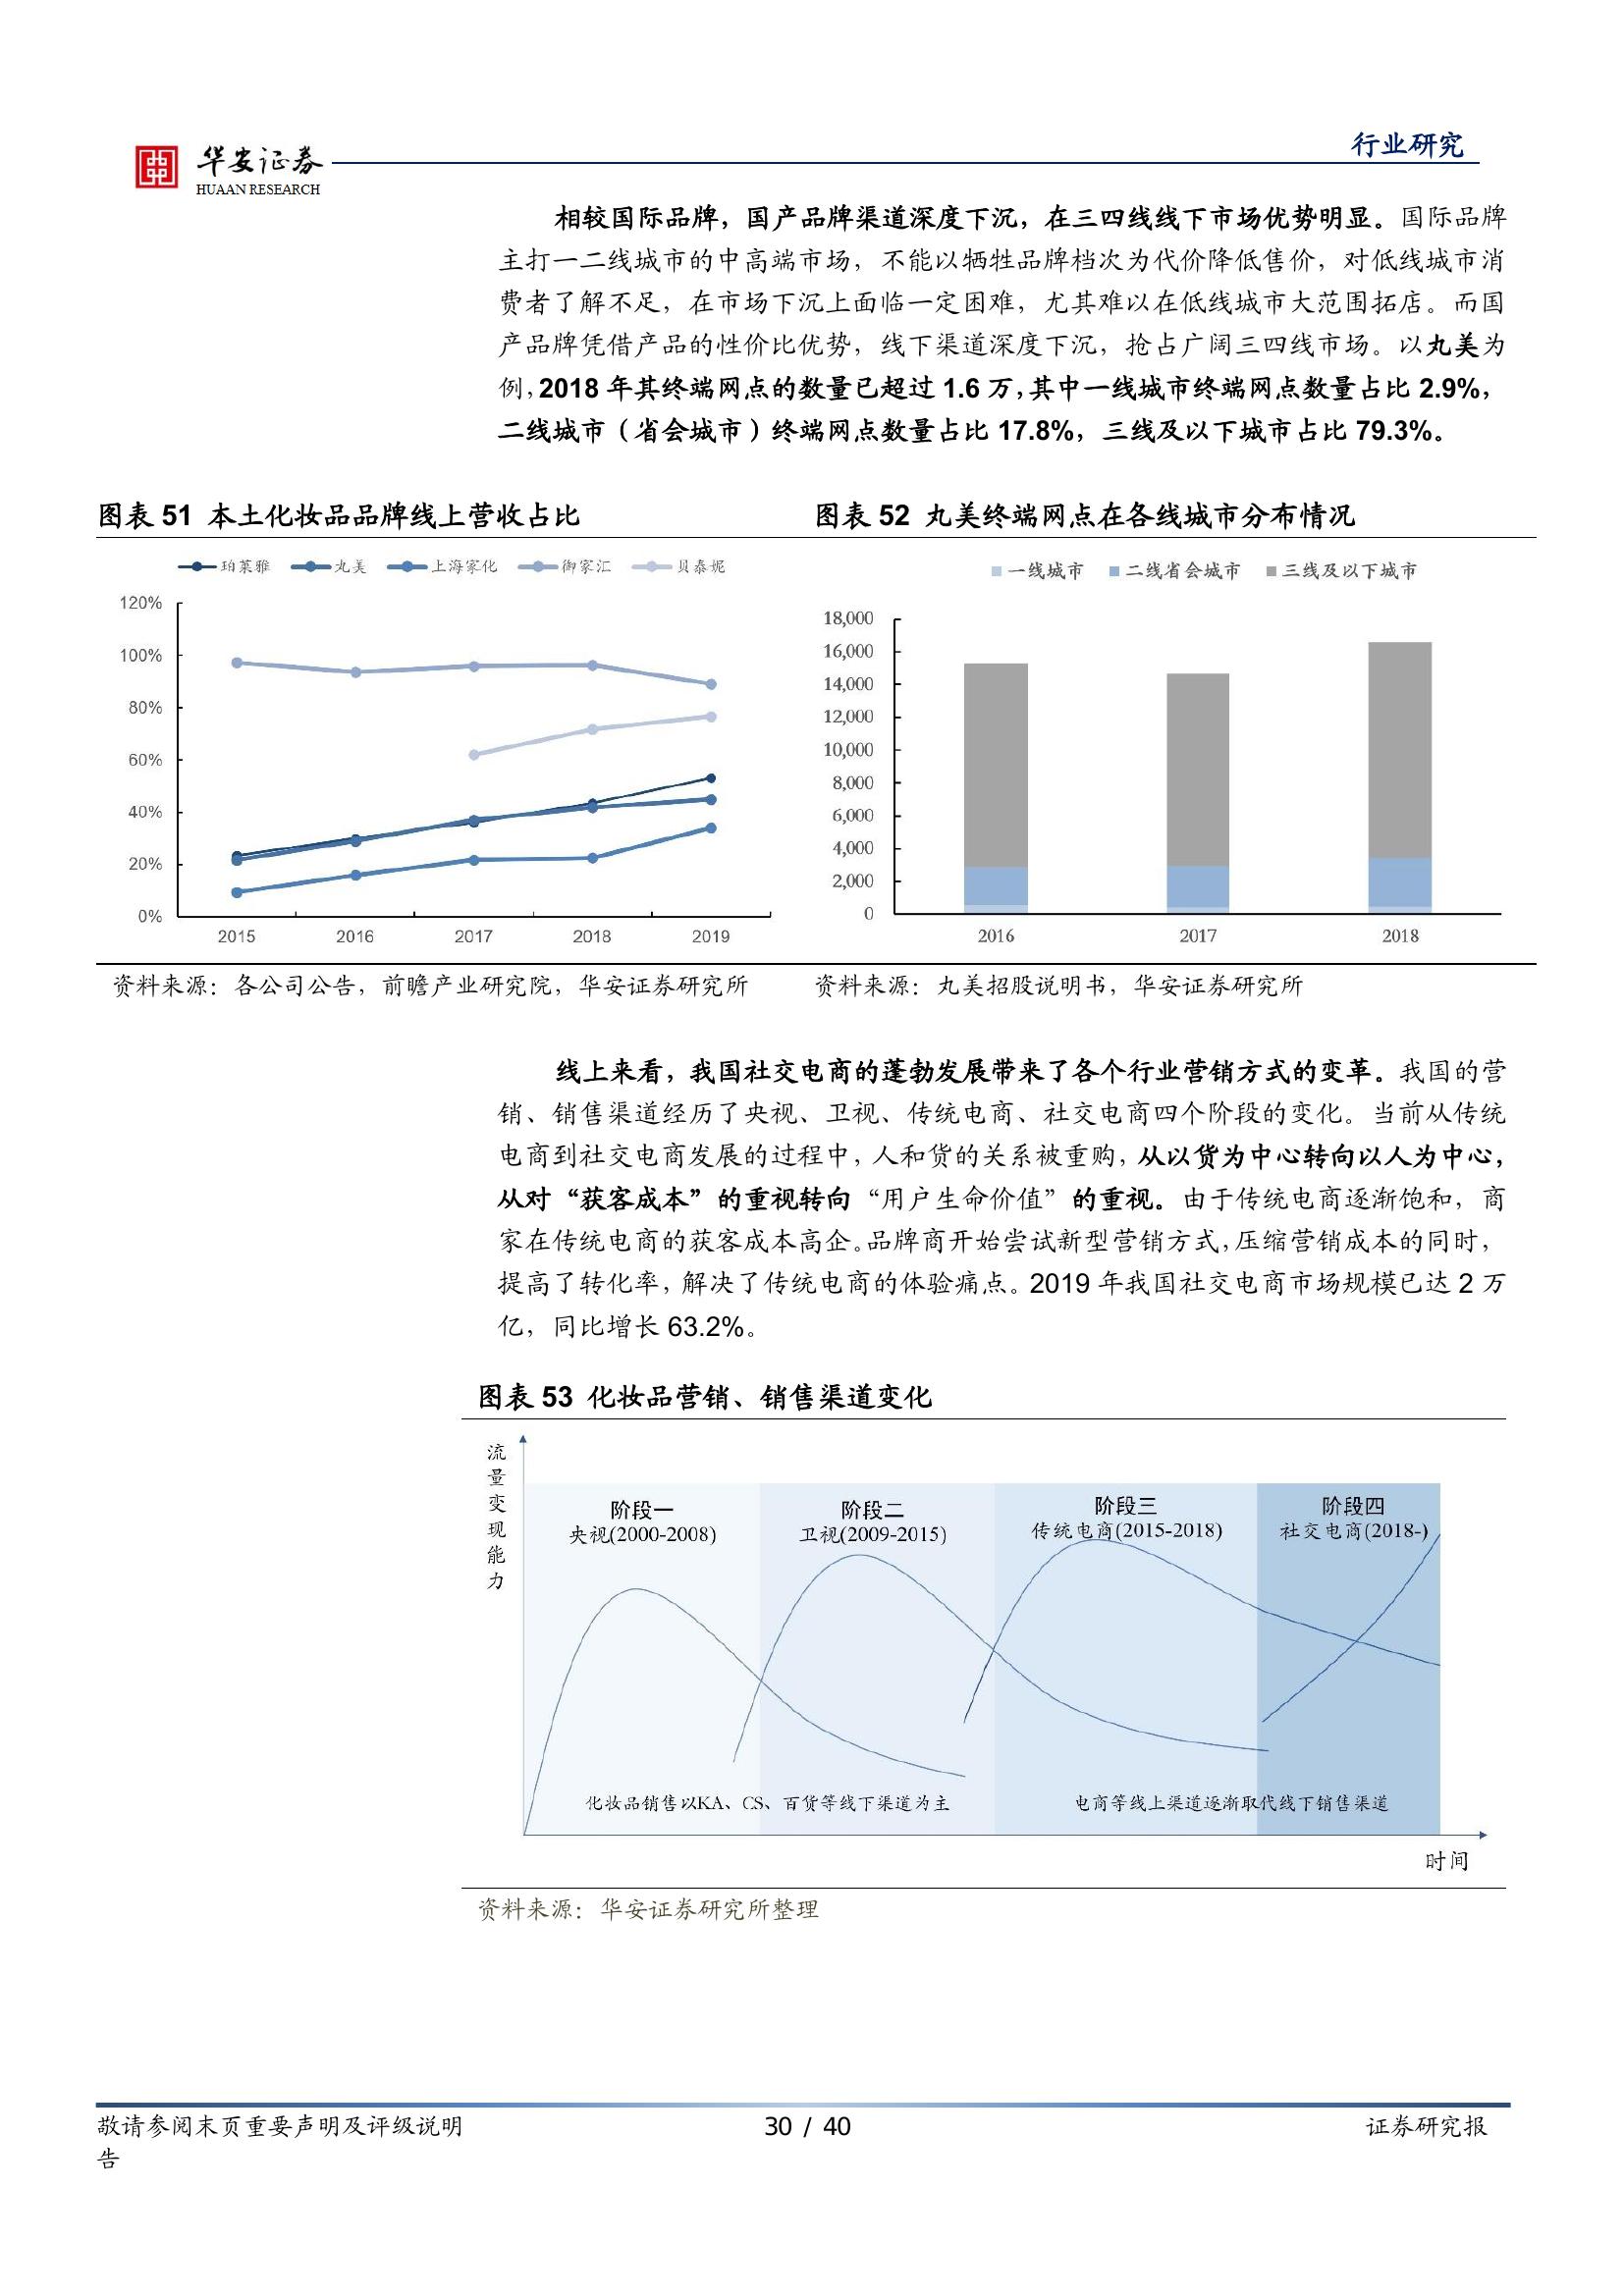 华安证券
HUAAN RESEARCH
行业研究
相较国际品牌，国产品牌渠道深度下沉，在三四线线下市场优势明显。国际品牌
主打一二线城市的中高端市场，不能以牺牲品牌档次为代价降低售价，对低线城市消
费者了解不足，在市场下沉上面临一定困难，尤其难以在低线城市大范围拓店。而国
产品牌凭借产品的性价比优势，线下渠道深度下沉，抢占广阔三四线市场。以丸美为
例，2018 年其终端网点的数量已超过 1.6 万，其中一线城市终端网点数量占比 2.9%，
二线城市（省会城市）终端网点数量占比 17.8%，三线及以下城市占比 79.3%。
图表 51 本土化妆品品牌线上营收占比
珀莱雅 丸美 上海家化 御家汇 贝泰妮
120%
100%
80%
60%
40%
20%
0%
2015 2016 2017 2018 2019
资料来源：各公司公告，前瞻产业研究院，华安证券研究所
图表 52 丸美终端网点在各线城市分布情况
一线城市 二线省会城市 三线及以下城市
18,000
16,000
14,000
12,000
10,000
8,000
6,000
4,000
2,000
0
2016 2017 2018
资料来源：丸美招股说明书，华安证券研究所
线上来看，我国社交电商的蓬勃发展带来了各个行业营销方式的变革。我国的营
销、销售渠道经历了央视、卫视、传统电商、社交电商四个阶段的变化。当前从传统
电商到社交电商发展的过程中，人和货的关系被重购，从以货为中心转向以人为中心，
从对“获客成本”的重视转向“用户生命价值”的重视。由于传统电商逐渐饱和，商
家在传统电商的获客成本高企。品牌商开始尝试新型营销方式，压缩营销成本的同时，
提高了转化率，解决了传统电商的体验痛点。2019 年我国社交电商市场规模已达 2 万
亿，同比增长 63.2%。
图表 53 化妆品营销、销售渠道变化
流量变现能力
阶段一
央视(2000-2008)
阶段二
卫视(2009-2015)
阶段三
传统电商(2015-2018)
阶段四
社交电商(2018-)
化妆品销售以KA、CS、百货等线下渠道为主
电商等线上渠道逐渐取代线下销售渠道
时间
资料来源：华安证券研究所整理
敬请参阅末页重要声明及评级说明 30 / 40 证券研究报
告